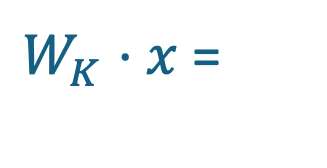 W_K · x =